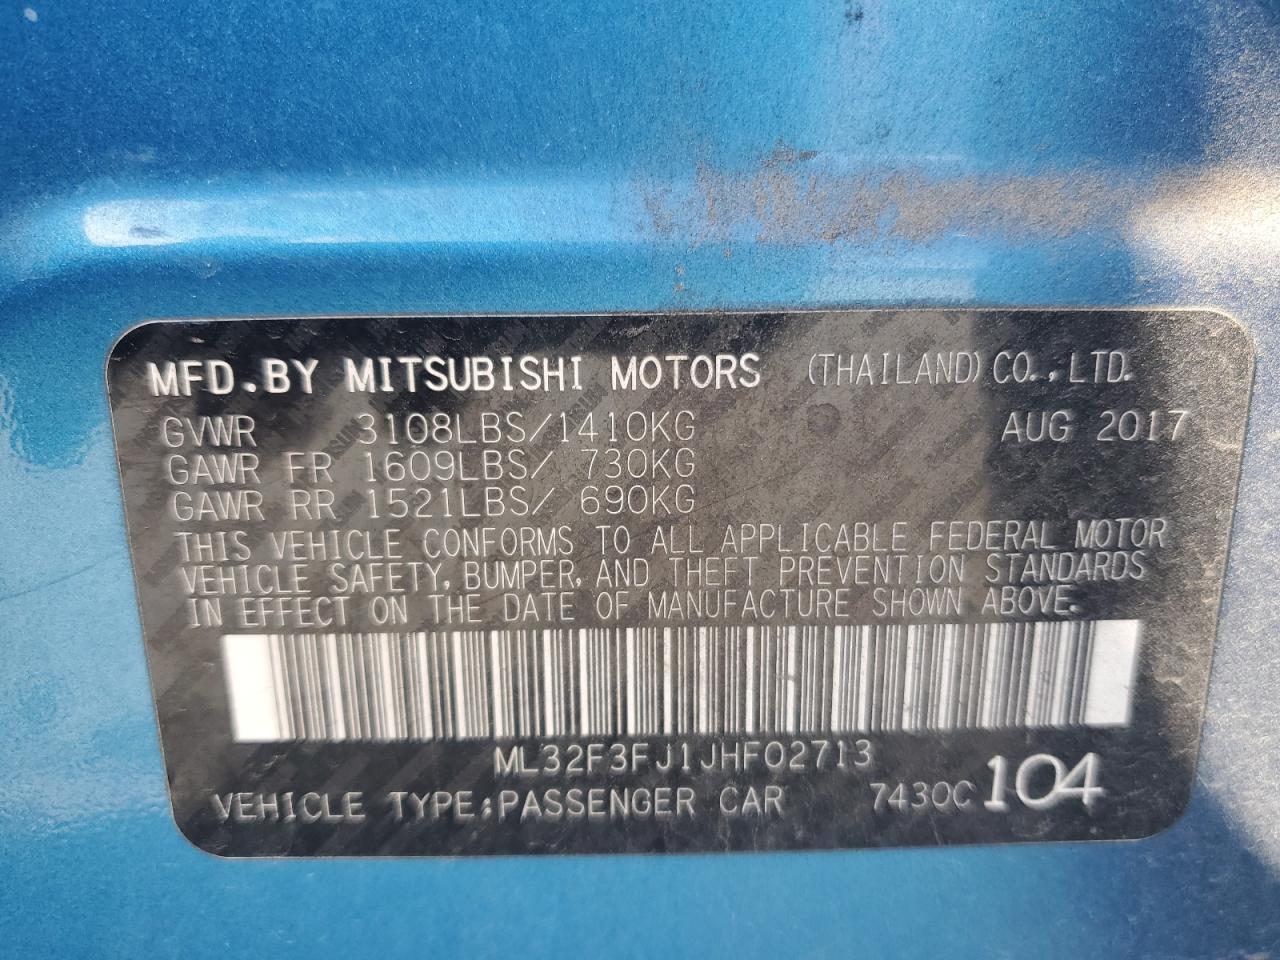 MFD.BY MITSUBISHI MOTORS (THAILAND) CO.,LTD.
GVWR 3108LBS/1410KG AUG 2017
GAWR FR 1609LBS/ 730KG
GAWR RR 1521LBS/ 690KG
THIS VEHICLE CONFORMS TO ALL APPLICABLE FEDERAL MOTOR
VEHICLE SAFETY, BUMPER, AND THEFT PREVENTION STANDARDS
IN EFFECT ON THE DATE OF MANUFACTURE SHOWN ABOVE.
ML32F3FJ1JHF02713
VEHICLE TYPE:PASSENGER CAR 7430C 104